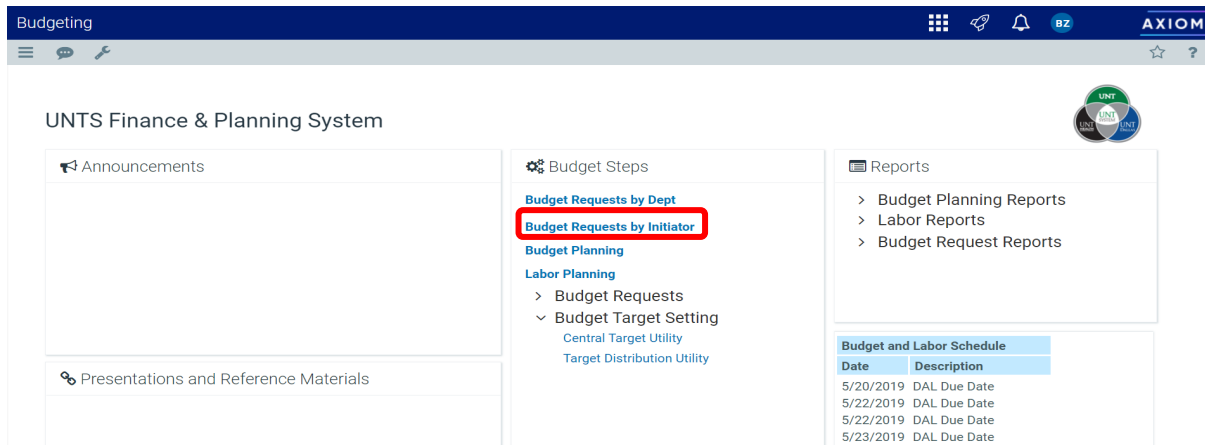 Budgeting
BZ
AXIOM
?
UNTS Finance & Planning System
UNT
UNT
SYSTEM
UNT
UNT
DALLAS
Announcements
Presentations and Reference Materials
Budget Steps
Budget Requests by Dept
Budget Requests by Initiator
Budget Planning
Labor Planning
> Budget Requests
Budget Target Setting
Central Target Utility
Target Distribution Utility
Reports
> Budget Planning Reports
> Labor Reports
> Budget Request Reports
Budget and Labor Schedule
Date Description
5/20/2019 DAL Due Date
5/22/2019 DAL Due Date
5/22/2019 DAL Due Date
5/23/2019 DAL Due Date